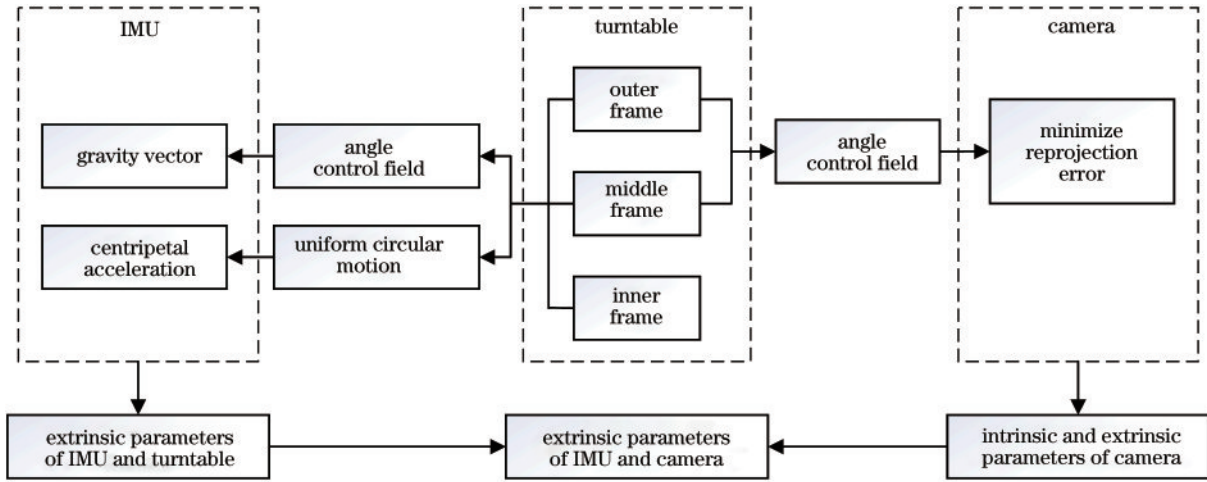 IMU
turntable
camera
outer
frame
gravity vector
angle
control field
middle
frame
angle
control field
minimize
reprojection
error
centripetal
acceleration
uniform circular
motion
inner
frame
extrinsic parameters
of IMU and turntable
extrinsic parameters
of IMU and camera
intrinsic and extrinsic
parameters of camera